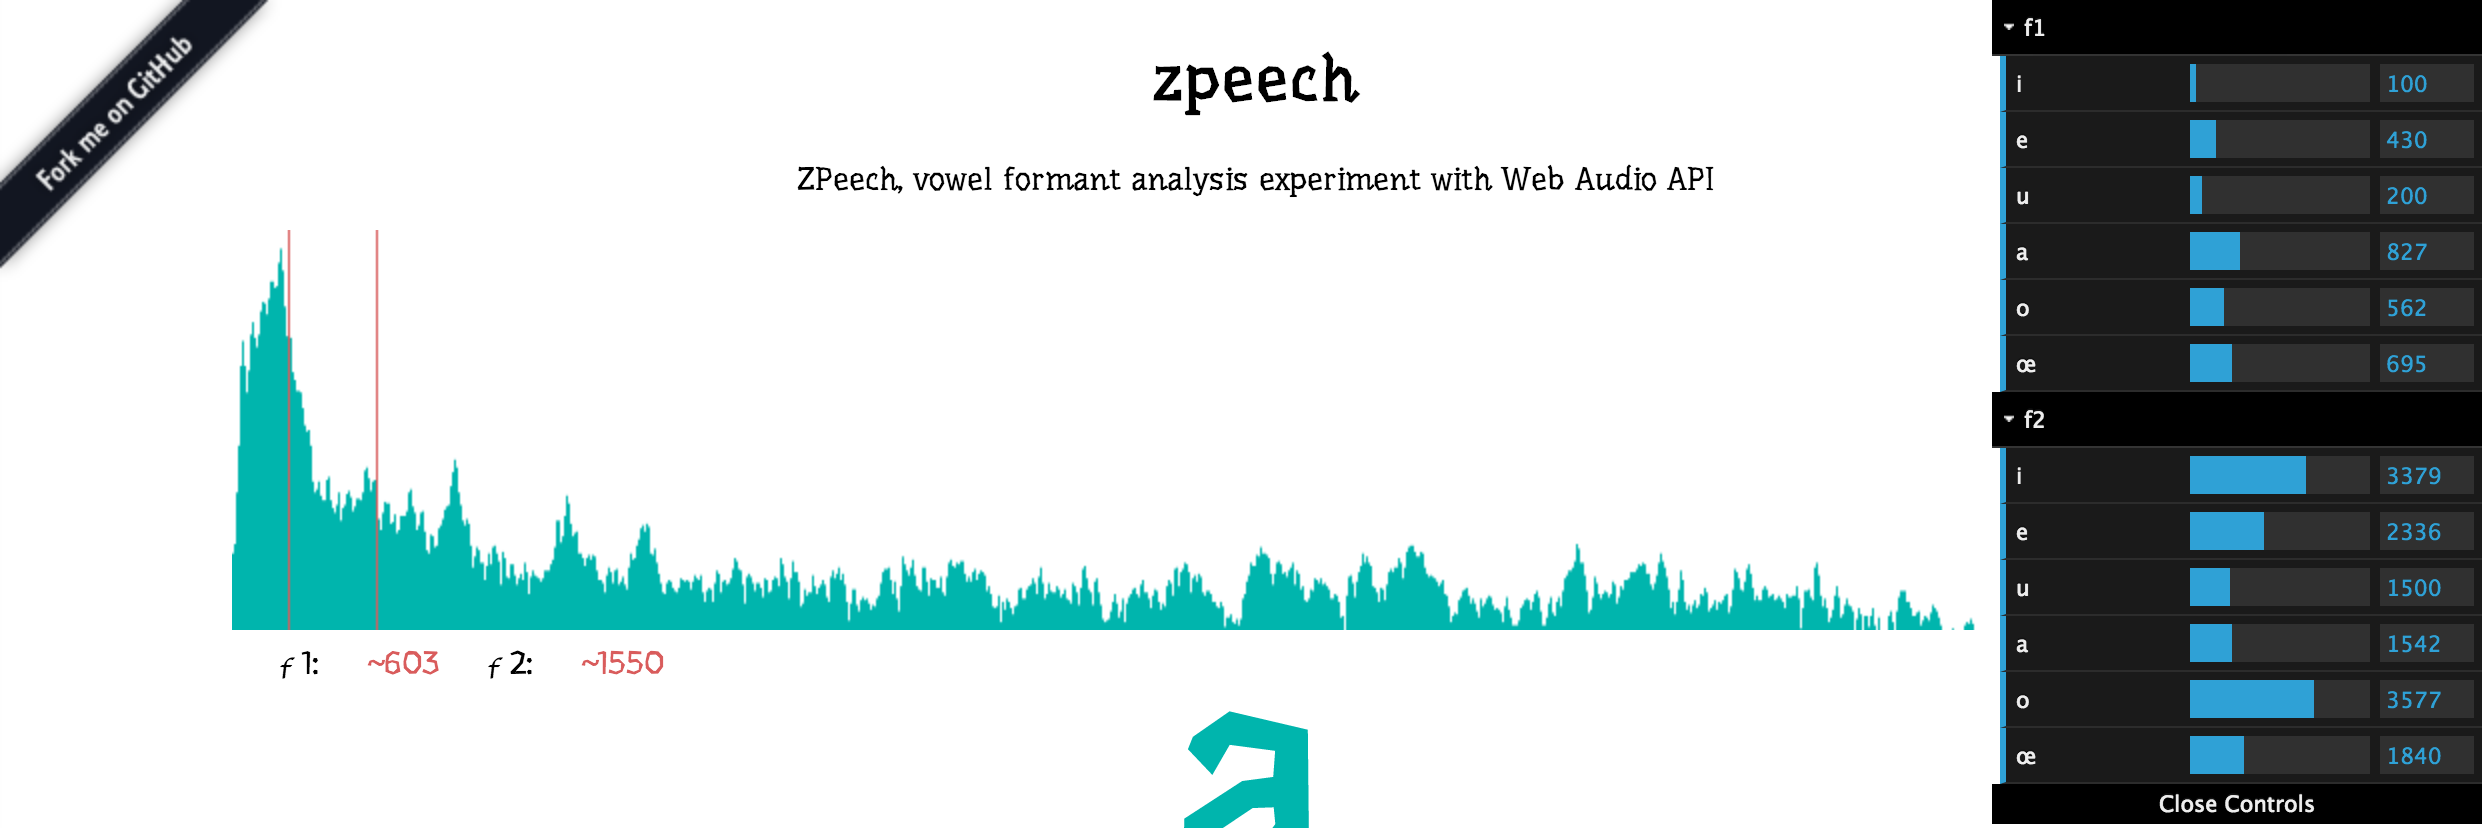 Fork me on GitHub
zpeech
ZPeech, vowel formant analysis experiment with Web Audio API
f 1: ~603 f 2: ~1550
a
f1
i 100
e 430
u 200
a 827
o 562
œ 695
f2
i 3379
e 2336
u 1500
a 1542
o 3577
œ 1840
Close Controls